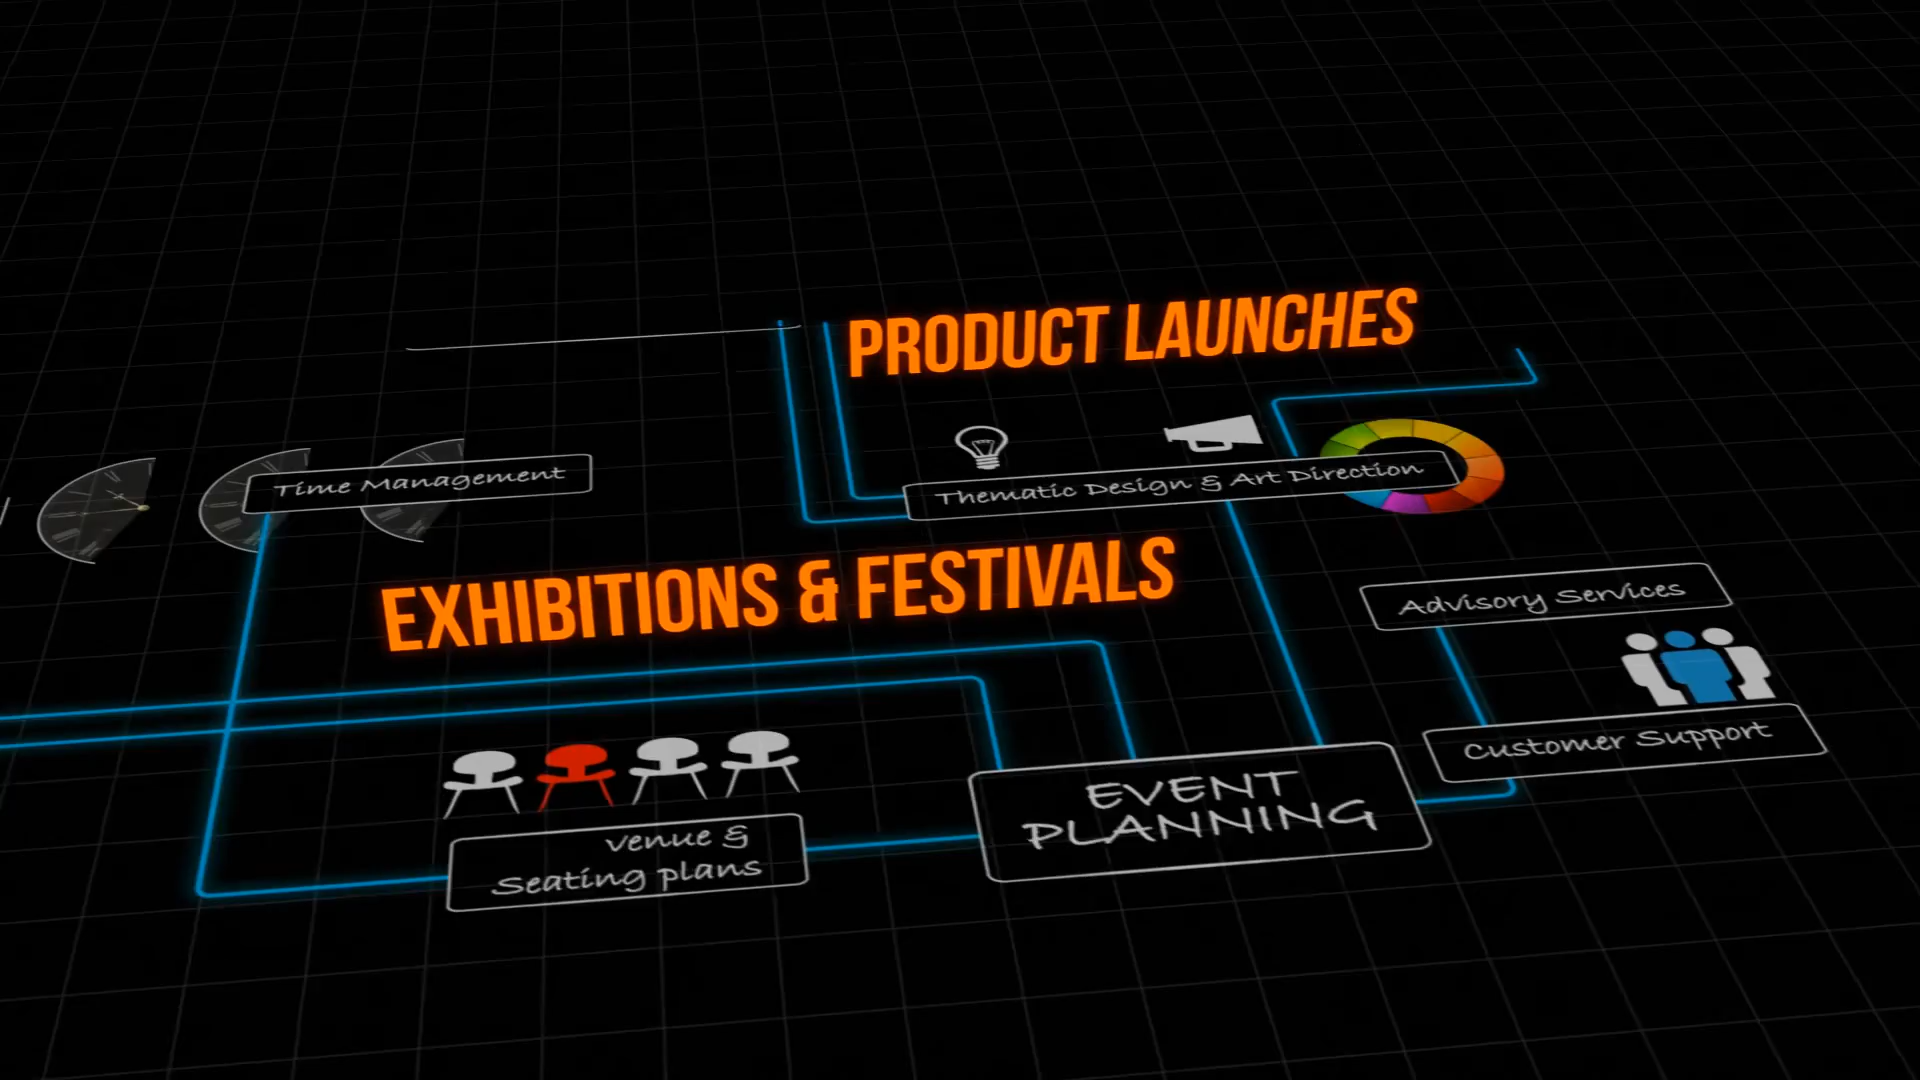 PRODUCT LAUNCHES
Time Management
Thematic Design & Art Direction
EXHIBITIONS & FESTIVALS
Advisory Services
Customer Support
EVENT
PLANNING
venue &
Seating plans